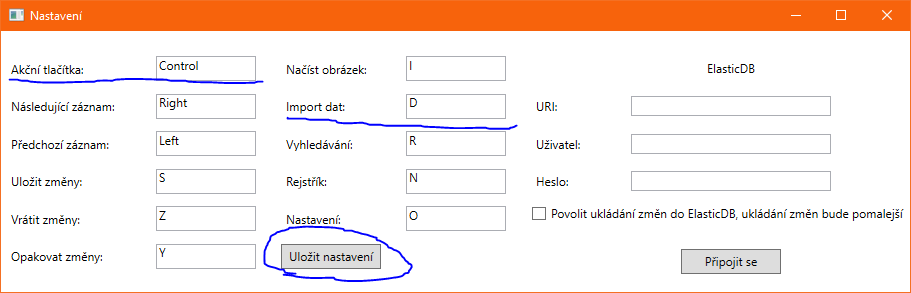 Nastavení
Akční tlačítka: Control
Následující záznam: Right
Předchozí záznam: Left
Uložit změny: S
Vrátit změny: Z
Opakovat změny: Y
Načíst obrázek: I
Import dat: D
Vyhledávání: R
Rejstřík: N
Nastavení: O
Uložit nastavení
ElasticDB
URI:
Uživatel:
Heslo:
Povolit ukládání změn do ElasticDB, ukládání změn bude pomalejší
Připojit se